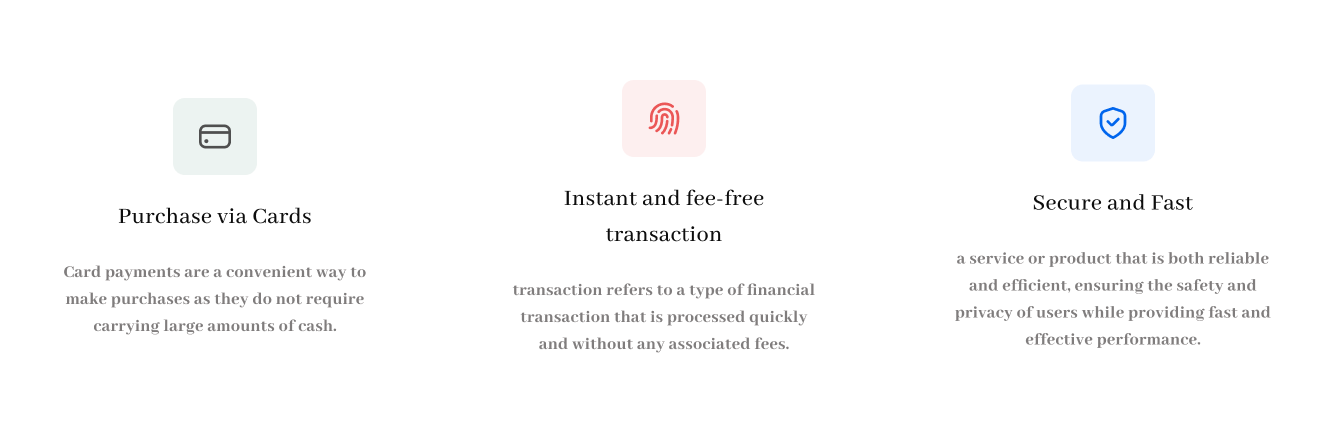 Purchase via Cards
Card payments are a convenient way to
make purchases as they do not require
carrying large amounts of cash.
Instant and fee-free
transaction
transaction refers to a type of financial
transaction that is processed quickly
and without any associated fees.
Secure and Fast
a service or product that is both reliable
and efficient, ensuring the safety and
privacy of users while providing fast and
effective performance.